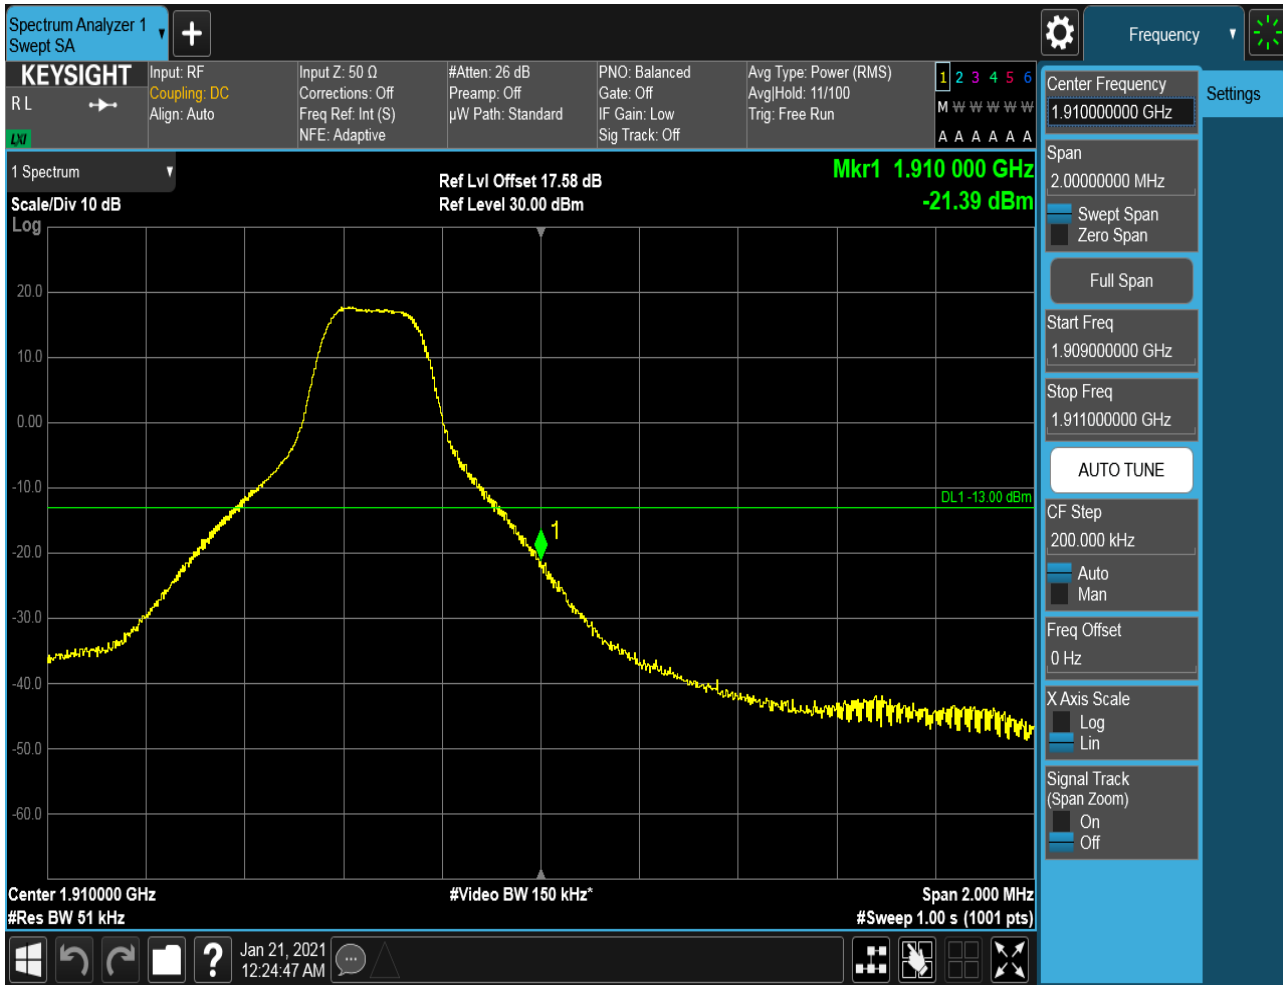 Spectrum Analyzer 1
Swept SA
Frequency
KEYSIGHT
R L
LXI
Input: RF
Coupling: DC
Align: Auto
Input Z: 50 Ω
Corrections: Off
Freq Ref: Int (S)
NFE: Adaptive
#Atten: 26 dB
Preamp: Off
µW Path: Standard
PNO: Balanced
Gate: Off
IF Gain: Low
Sig Track: Off
Avg Type: Power (RMS)
Avg|Hold: 11/100
Trig: Free Run
1 2 3 4 5 6
M W W W W W
A A A A A A
Center Frequency
1.910000000 GHz
Settings
Span
2.00000000 MHz
Swept Span
Zero Span
Full Span
Start Freq
1.909000000 GHz
Stop Freq
1.911000000 GHz
AUTO TUNE
CF Step
200.000 kHz
Auto
Man
Freq Offset
0 Hz
X Axis Scale
Log
Lin
Signal Track
(Span Zoom)
On
Off
1 Spectrum
Scale/Div 10 dB
Log
Ref Lvl Offset 17.58 dB
Ref Level 30.00 dBm
Mkr1 1.910 000 GHz
-21.39 dBm
20.0
10.0
0.00
-10.0
DL1 -13.00 dBm
1
-20.0
-30.0
-40.0
-50.0
-60.0
Center 1.910000 GHz
#Video BW 150 kHz*
Span 2.000 MHz
#Res BW 51 kHz
#Sweep 1.00 s (1001 pts)
?
Jan 21, 2021
12:24:47 AM